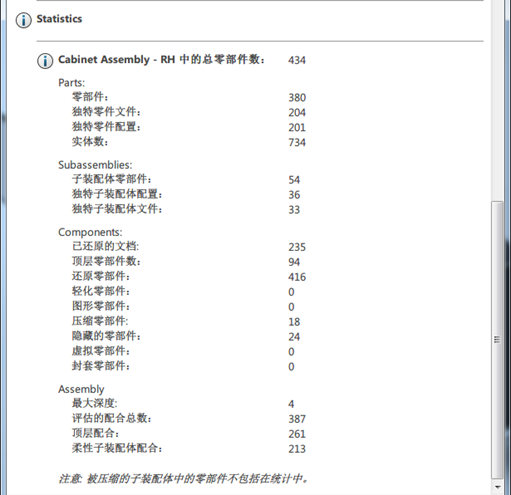 Statistics
Cabinet Assembly - RH 中的总零部件数： 434
Parts:
零部件： 380
独特零件文件： 204
独特零件配置： 201
实体数： 734
Subassemblies:
子装配体零部件： 54
独特子装配体配置： 36
独特子装配体文件： 33
Components:
已还原的文档: 235
顶层零部件数： 94
还原零部件： 416
轻化零部件： 0
图形零部件： 0
压缩零部件: 18
隐藏的零部件： 24
虚拟零部件： 0
封套零部件： 0
Assembly
最大深度: 4
评估的配合总数： 387
顶层配合： 261
柔性子装配体配合： 213
注意: 被压缩的子装配体中的零部件不包括在统计中。